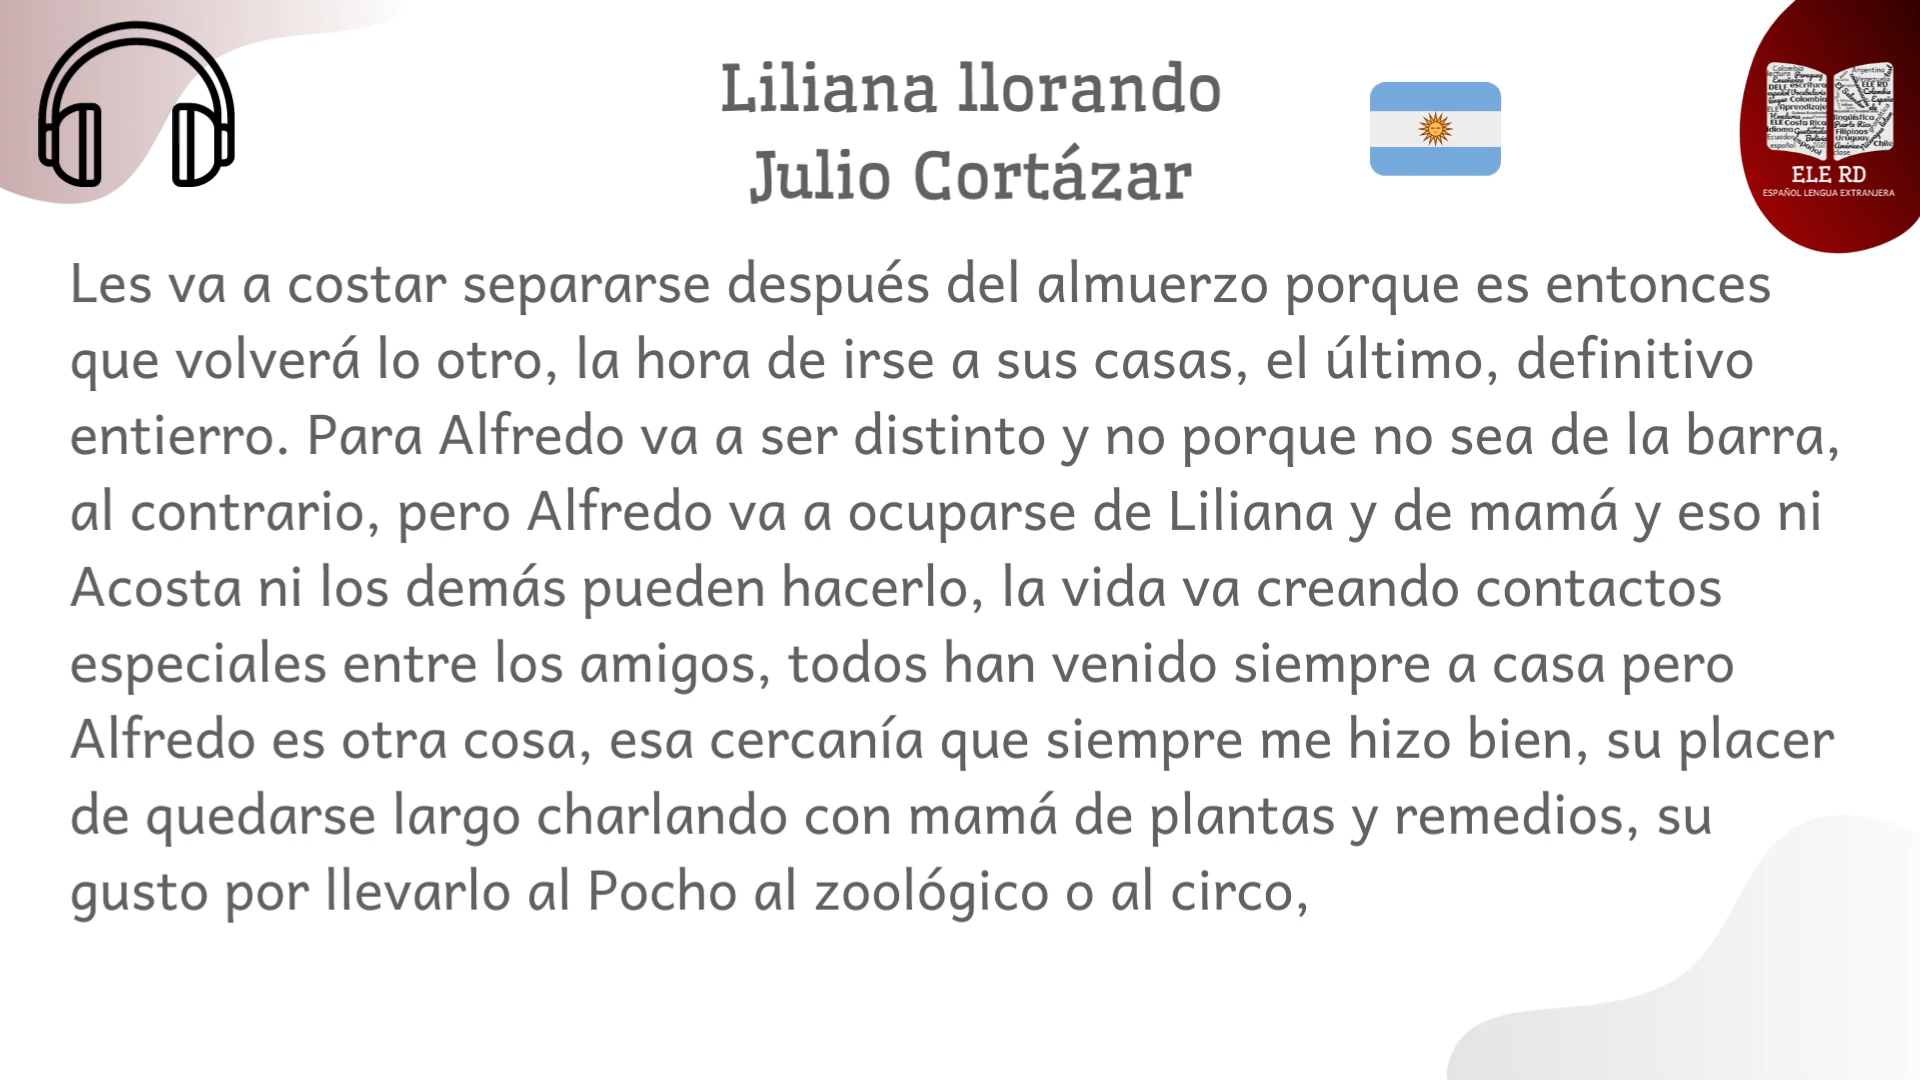 Liliana llorando
Julio Cortázar
ELE RD
ESPAÑOL LENGUA EXTRANJERA
Les va a costar separarse después del almuerzo porque es entonces
que volverá lo otro, la hora de irse a sus casas, el último, definitivo
entierro. Para Alfredo va a ser distinto y no porque no sea de la barra,
al contrario, pero Alfredo va a ocuparse de Liliana y de mamá y eso ni
Acosta ni los demás pueden hacerlo, la vida va creando contactos
especiales entre los amigos, todos han venido siempre a casa pero
Alfredo es otra cosa, esa cercanía que siempre me hizo bien, su placer
de quedarse largo charlando con mamá de plantas y remedios, su
gusto por llevarlo al Pocho al zoológico o al circo,